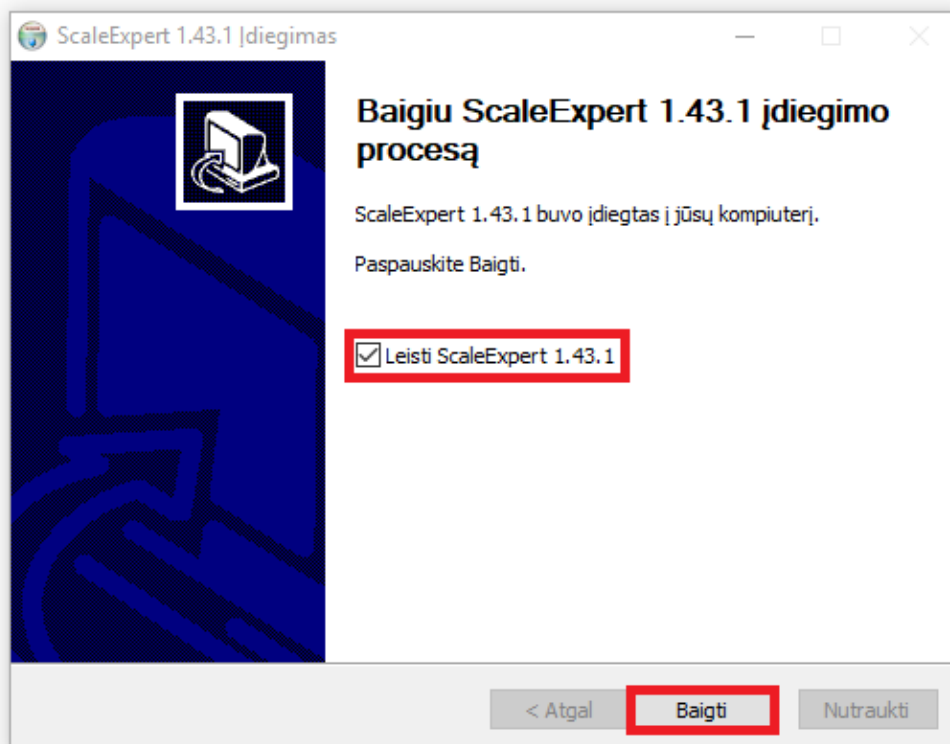 ScaleExpert 1.43.1 Įdiegimas
Baigiu ScaleExpert 1.43.1 įdiegimo
procesą
ScaleExpert 1.43.1 buvo įdiegtas į jūsų kompiuterį.
Paspauskite Baigti.
Leisti ScaleExpert 1.43.1
< Atgal
Baigti
Nutraukti